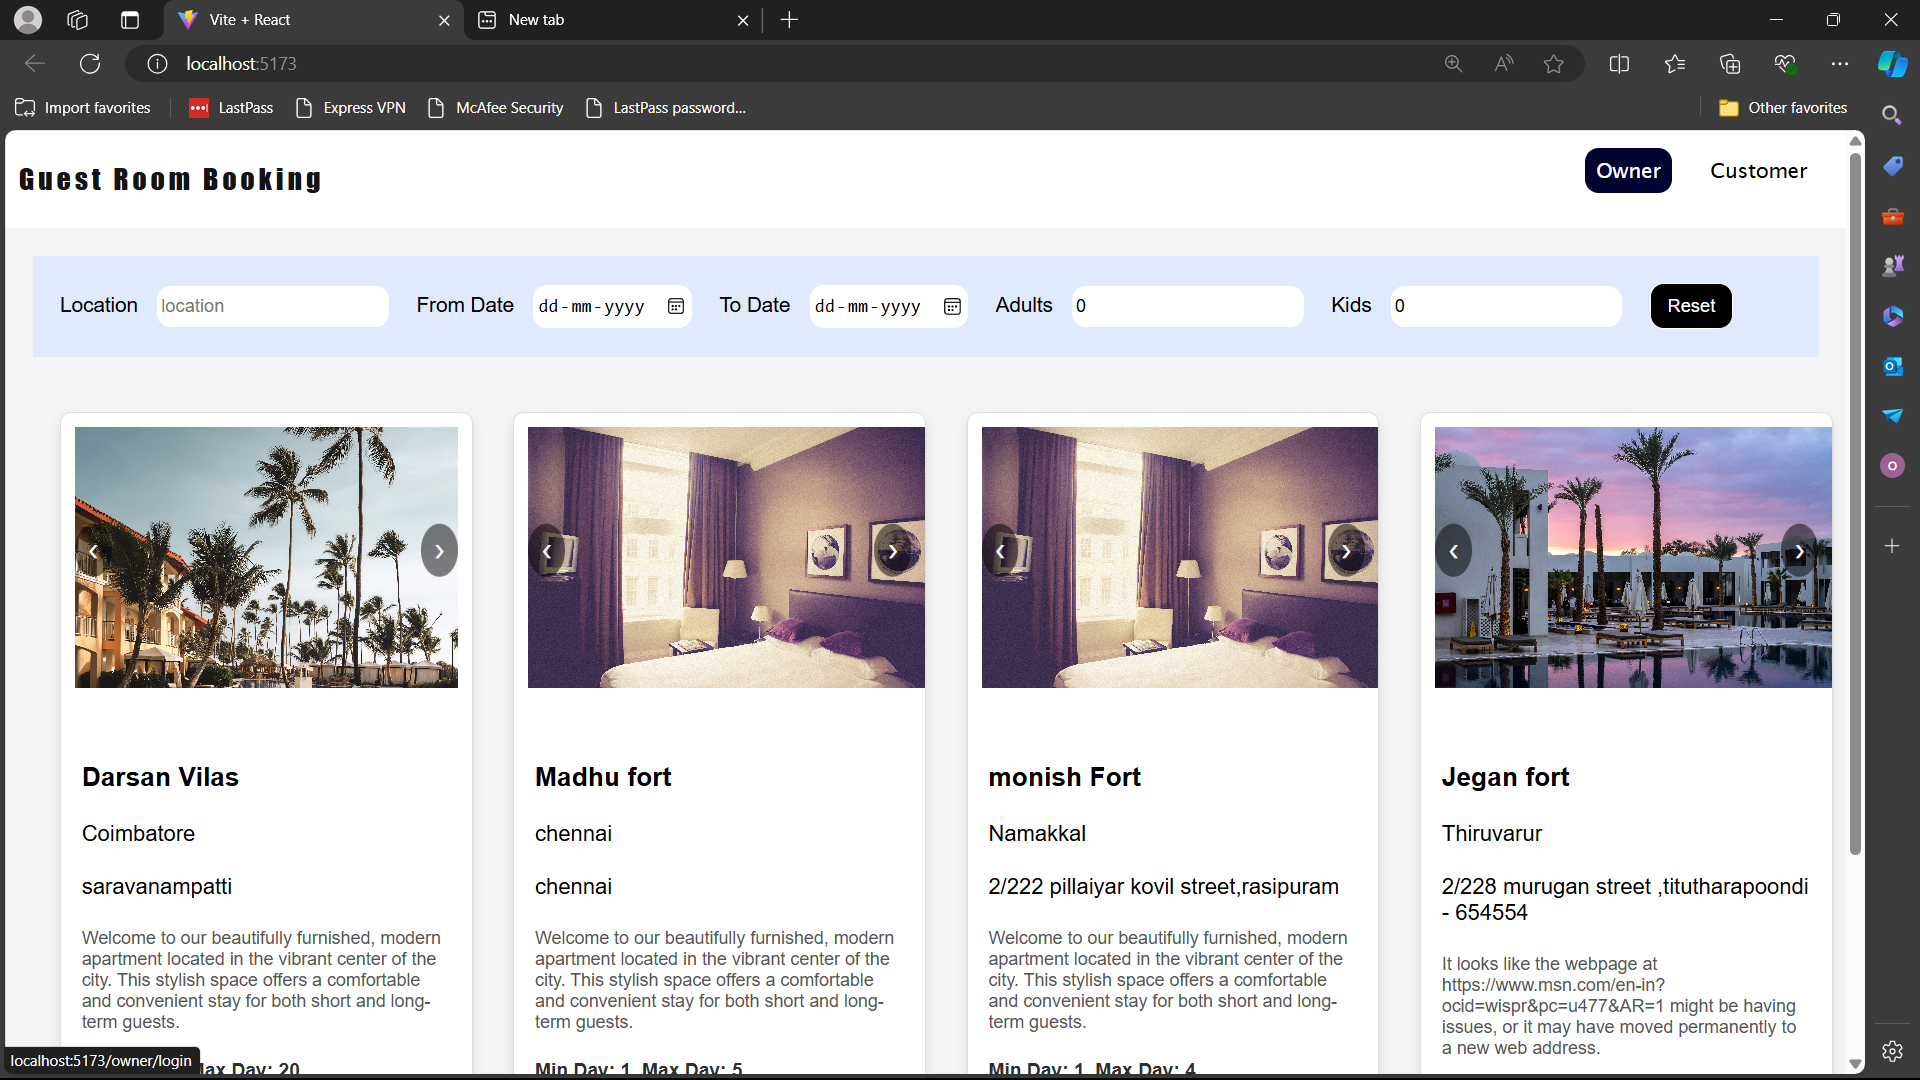 Vite + React
New tab
localhost:5173
Import favorites
LastPass
Express VPN
McAfee Security
LastPass password...
Other favorites
Guest Room Booking
Owner
Customer
Location
location
From Date
dd-mm-yyyy
To Date
dd-mm-yyyy
Adults
0
Kids
0
Reset
Darsan Vilas
Coimbatore
saravanampatti
Welcome to our beautifully furnished, modern
apartment located in the vibrant center of the
city. This stylish space offers a comfortable
and convenient stay for both short and long-
term guests.
Max Day: 20
Madhu fort
chennai
chennai
Welcome to our beautifully furnished, modern
apartment located in the vibrant center of the
city. This stylish space offers a comfortable
and convenient stay for both short and long-
term guests.
Min Day: 1 Max Day: 5
monish Fort
Namakkal
2/222 pillaiyar kovil street,rasipuram
Welcome to our beautifully furnished, modern
apartment located in the vibrant center of the
city. This stylish space offers a comfortable
and convenient stay for both short and long-
term guests.
Min Day: 1 Max Day: 4
Jegan fort
Thiruvarur
2/228 murugan street ,titutharapoondi
- 654554
It looks like the webpage at
https://www.msn.com/en-in?
ocid=wispr&pc=u477&AR=1 might be having
issues, or it may have moved permanently to
a new web address.
localhost:5173/owner/login